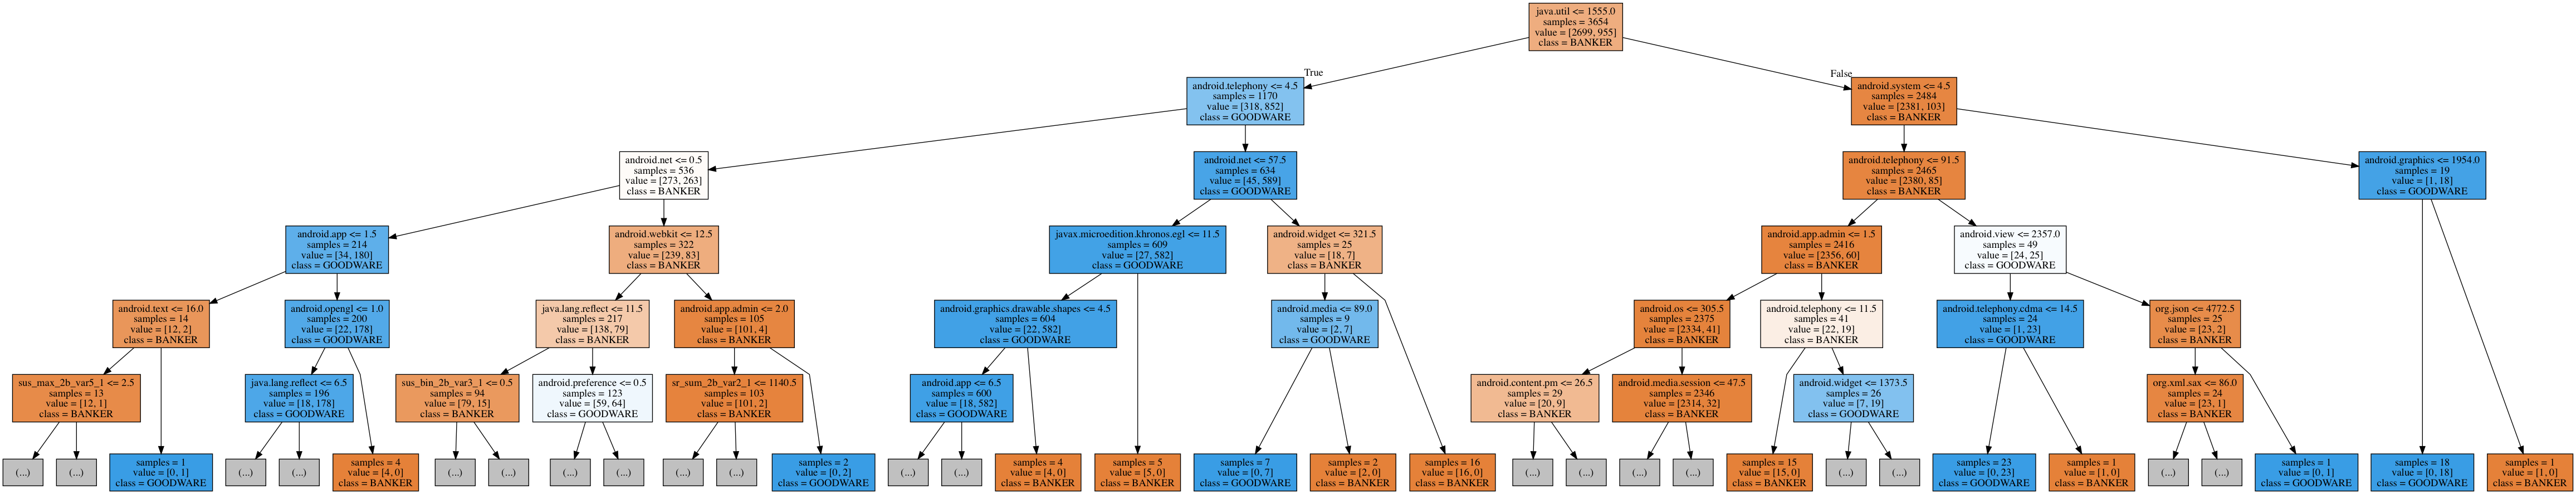 java.util <= 1555.0
samples = 3654
value = [2699, 955]
class = BANKER
True
False
android.telephony <= 4.5
samples = 1170
value = [318, 852]
class = GOODWARE
android.system <= 4.5
samples = 2484
value = [2381, 103]
class = BANKER
android.net <= 0.5
samples = 536
value = [273, 263]
class = BANKER
android.net <= 57.5
samples = 634
value = [45, 589]
class = GOODWARE
android.telephony <= 91.5
samples = 2465
value = [2380, 85]
class = BANKER
android.graphics <= 1954.0
samples = 19
value = [1, 18]
class = GOODWARE
android.app <= 1.5
samples = 214
value = [34, 180]
class = GOODWARE
android.webkit <= 12.5
samples = 322
value = [239, 83]
class = BANKER
javax.microedition.khronos.egl <= 11.5
samples = 609
value = [27, 582]
class = GOODWARE
android.widget <= 321.5
samples = 25
value = [18, 7]
class = BANKER
android.app.admin <= 1.5
samples = 2416
value = [2356, 60]
class = BANKER
android.view <= 2357.0
samples = 49
value = [24, 25]
class = GOODWARE
android.text <= 16.0
samples = 14
value = [12, 2]
class = BANKER
android.opengl <= 1.0
samples = 200
value = [22, 178]
class = GOODWARE
java.lang.reflect <= 11.5
samples = 217
value = [138, 79]
class = BANKER
android.app.admin <= 2.0
samples = 105
value = [101, 4]
class = BANKER
android.graphics.drawable.shapes <= 4.5
samples = 604
value = [22, 582]
class = GOODWARE
android.media <= 89.0
samples = 9
value = [2, 7]
class = GOODWARE
android.os <= 305.5
samples = 2375
value = [2334, 41]
class = BANKER
android.telephony <= 11.5
samples = 41
value = [22, 19]
class = BANKER
android.telephony.cdma <= 14.5
samples = 24
value = [1, 23]
class = GOODWARE
org.json <= 4772.5
samples = 25
value = [23, 2]
class = BANKER
sus_max_2b_var5_1 <= 2.5
samples = 13
value = [12, 1]
class = BANKER
java.lang.reflect <= 6.5
samples = 196
value = [18, 178]
class = GOODWARE
sus_bin_2b_var3_1 <= 0.5
samples = 94
value = [79, 15]
class = BANKER
android.preference <= 0.5
samples = 123
value = [59, 64]
class = GOODWARE
sr_sum_2b_var2_1 <= 1140.5
samples = 103
value = [101, 2]
class = BANKER
android.app <= 6.5
samples = 600
value = [18, 582]
class = GOODWARE
android.content.pm <= 26.5
samples = 29
value = [20, 9]
class = BANKER
android.media.session <= 47.5
samples = 2346
value = [2314, 32]
class = BANKER
android.widget <= 1373.5
samples = 26
value = [7, 19]
class = GOODWARE
org.xml.sax <= 86.0
samples = 24
value = [23, 1]
class = BANKER
(...)
(...)
samples = 1
value = [0, 1]
class = GOODWARE
(...)
(...)
samples = 4
value = [4, 0]
class = BANKER
(...)
(...)
(...)
(...)
(...)
(...)
samples = 2
value = [0, 2]
class = GOODWARE
(...)
(...)
samples = 4
value = [4, 0]
class = BANKER
samples = 5
value = [5, 0]
class = BANKER
samples = 7
value = [0, 7]
class = GOODWARE
samples = 2
value = [2, 0]
class = BANKER
samples = 16
value = [16, 0]
class = BANKER
(...)
(...)
(...)
(...)
samples = 15
value = [15, 0]
class = BANKER
(...)
(...)
samples = 23
value = [0, 23]
class = GOODWARE
samples = 1
value = [1, 0]
class = BANKER
(...)
(...)
samples = 1
value = [0, 1]
class = GOODWARE
samples = 18
value = [0, 18]
class = GOODWARE
samples = 1
value = [1, 0]
class = BANKER